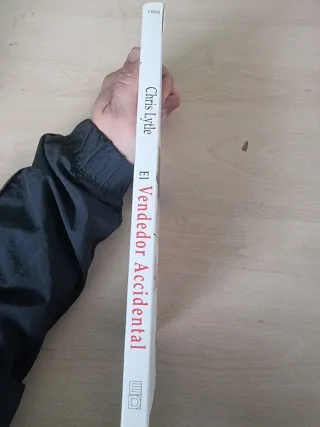 Chris Lytle
El Vendedor Accidental